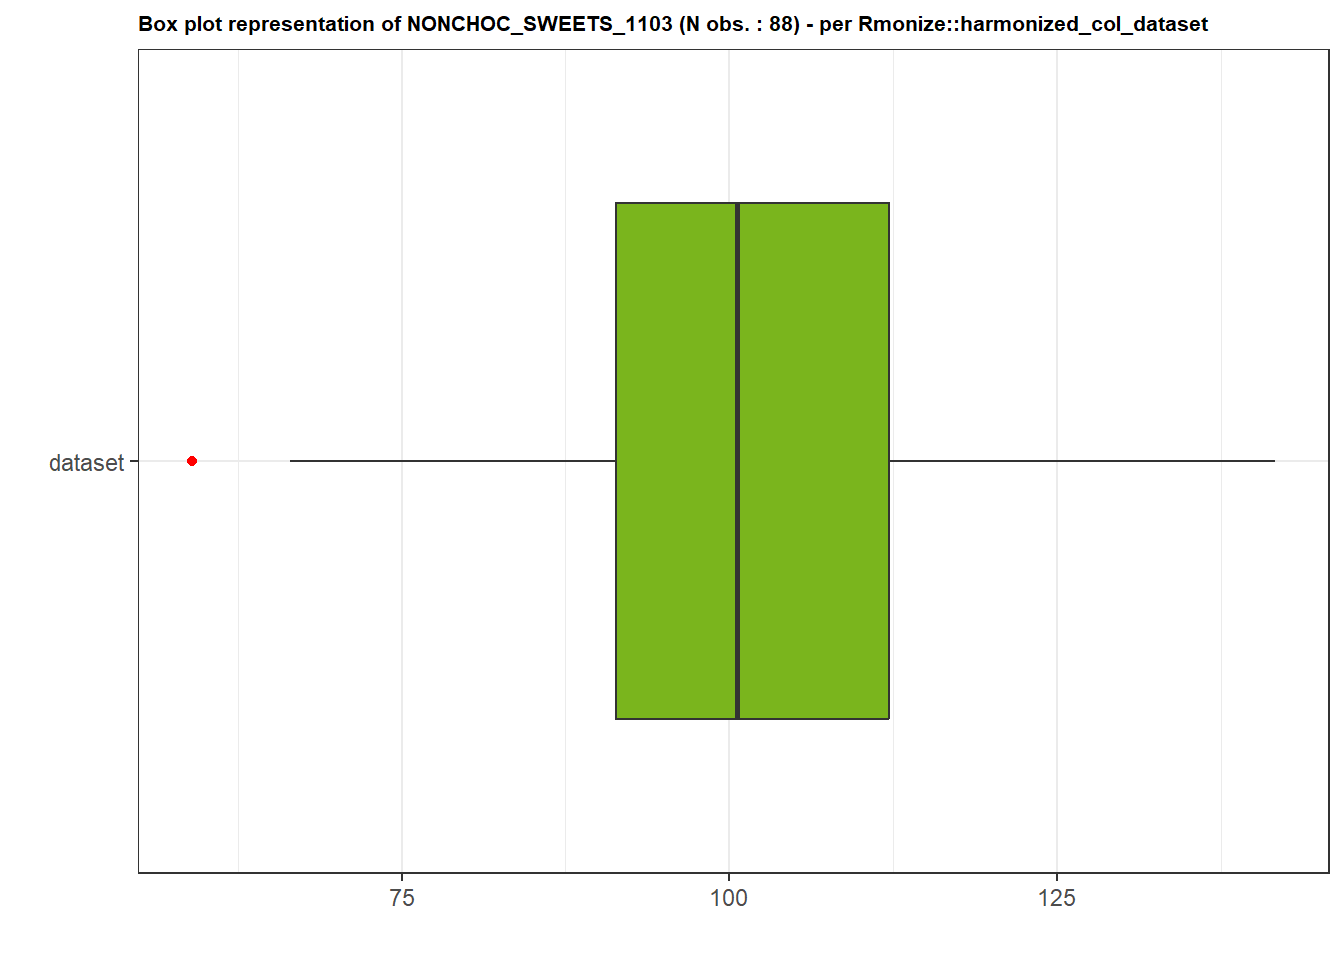 Box plot representation of NONCHOC_SWEETS_1103 (N obs. : 88) - per Rmonize::harmonized_col_dataset
dataset
75 100 125